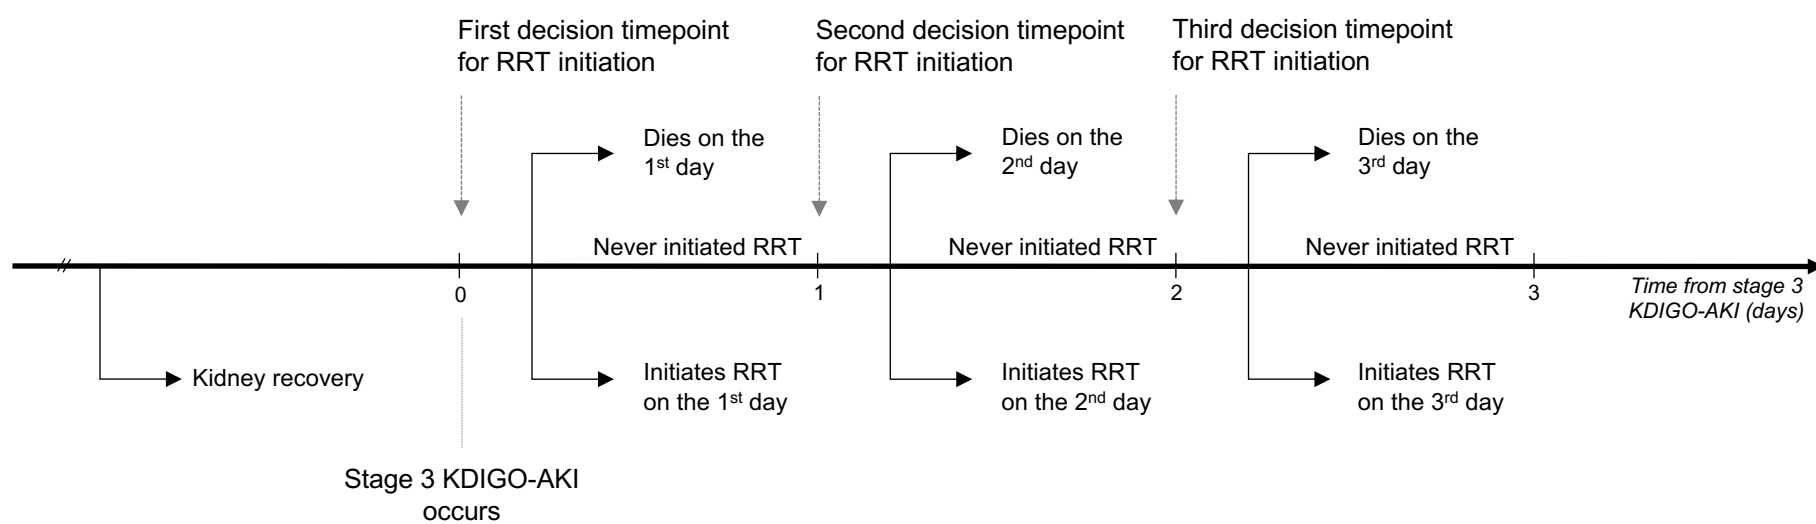 First decision timepoint
for RRT initiation
Second decision timepoint
for RRT initiation
Third decision timepoint
for RRT initiation
Dies on the
1st day
Dies on the
2nd day
Dies on the
3rd day
Never initiated RRT
Never initiated RRT
Never initiated RRT
0
1
2
3
Time from stage 3
KDIGO-AKI (days)
Kidney recovery
Initiates RRT
on the 1st day
Initiates RRT
on the 2nd day
Initiates RRT
on the 3rd day
Stage 3 KDIGO-AKI
occurs